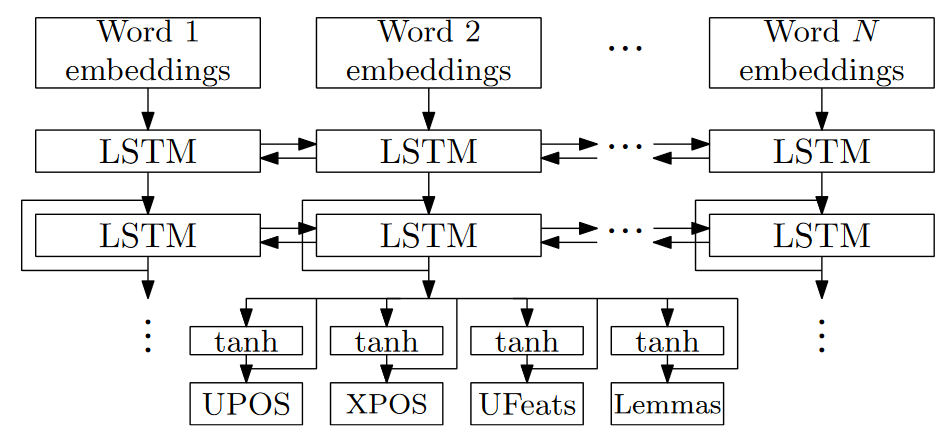 Word 1
embeddings
Word 2
embeddings
...
Word N
embeddings
LSTM
LSTM
...
LSTM
LSTM
LSTM
...
LSTM
⋮
tanh
tanh
tanh
tanh
⋮
UPOS
XPOS
UFeats
Lemmas